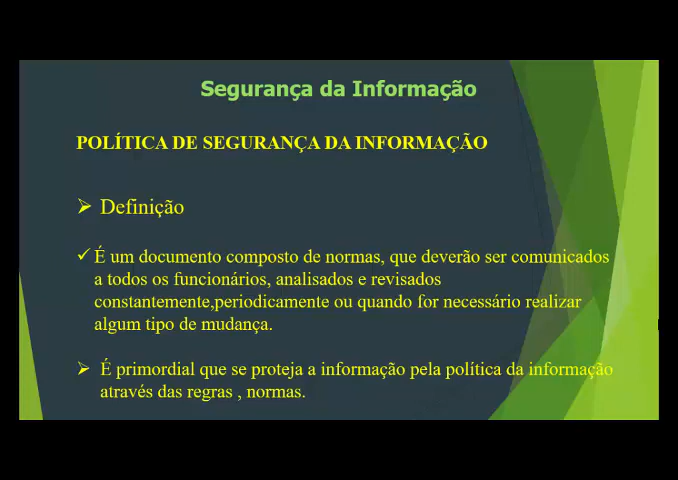 Segurança da Informação
POLÍTICA DE SEGURANÇA DA INFORMAÇÃO
Definição
É um documento composto de normas, que deverão ser comunicados
a todos os funcionários, analisados e revisados
constantemente,periodicamente ou quando for necessário realizar
algum tipo de mudança.
É primordial que se proteja a informação pela política da informação
através das regras , normas.